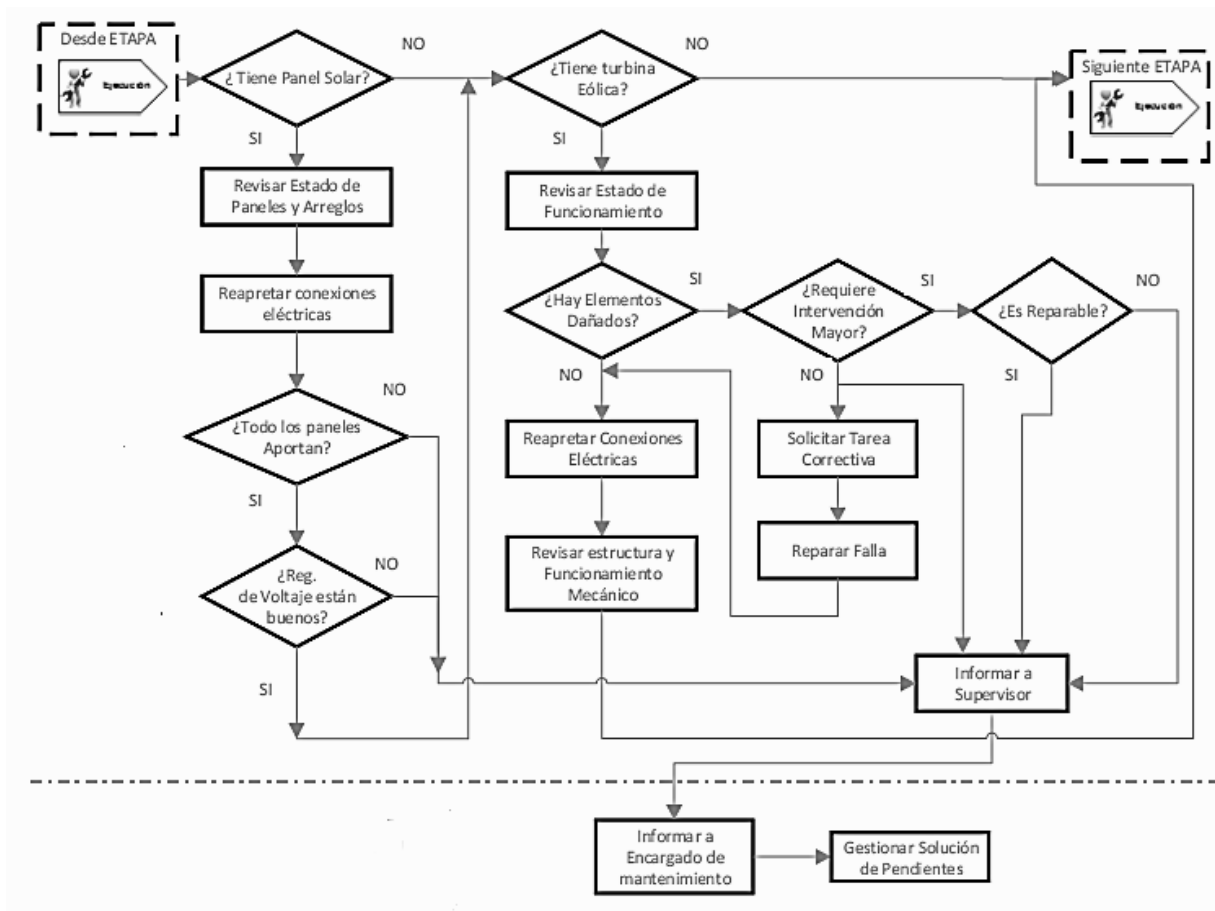 Desde ETAPA
Ejecución
¿ Tiene Panel Solar?
NO
SI
Revisar Estado de
Paneles y Arreglos
Reapretar conexiones
eléctricas
NO
¿Todo los paneles
Aportan?
SI
¿Reg.
de Voltaje están
buenos?
NO
SI
¿Tiene turbina
Eólica?
NO
SI
Revisar Estado de
Funcionamiento
¿Hay Elementos
Dañados?
SI
NO
¿Requiere
Intervención
Mayor?
SI
NO
¿Es Reparable?
NO
SI
Reapretar Conexiones
Eléctricas
Revisar estructura y
Funcionamiento
Mecánico
Solicitar Tarea
Correctiva
Reparar Falla
Informar a
Supervisor
Siguiente ETAPA
Ejecución
Informar a
Encargado de
mantenimiento
Gestionar Solución
de Pendientes